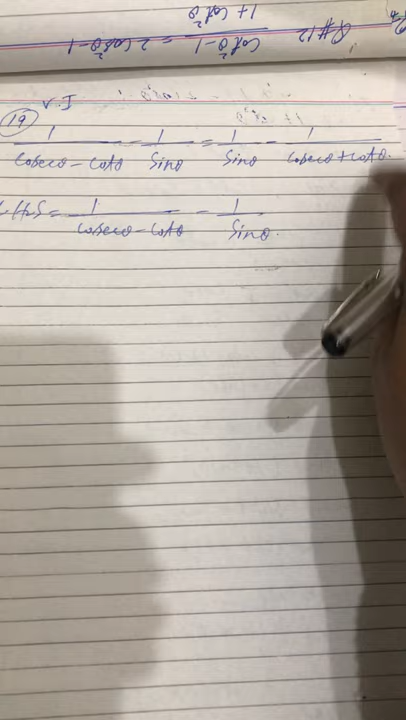 Q#12 cot²θ-1 / 1+cot²θ = 2cos²θ-1
19
1/cosecθ-cotθ - 1/sinθ = 1/sinθ - 1/cosecθ+cotθ.
L.H.S = 1/cosecθ-cotθ - 1/sinθ.